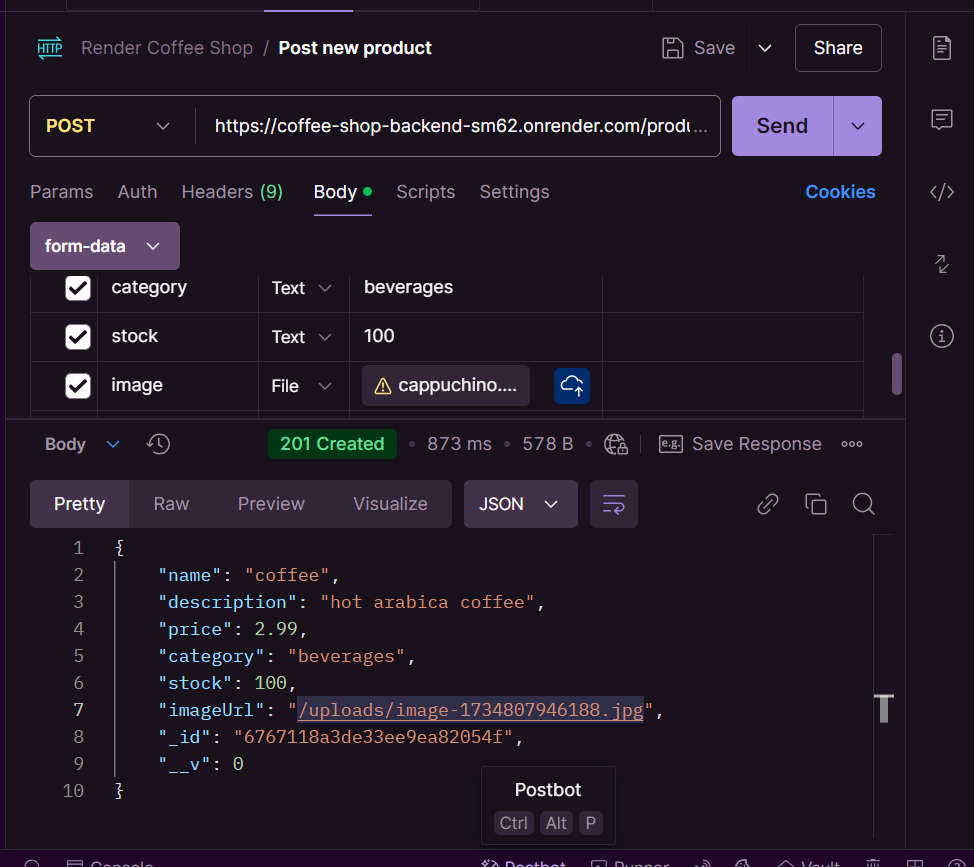 HTTP Render Coffee Shop / Post new product Save Share
POST https://coffee-shop-backend-sm62.onrender.com/produ... Send
Params Auth Headers (9) Body Scripts Settings Cookies
form-data
category Text beverages
stock Text 100
image File cappuchino....
Body 201 Created 873 ms 578 B e.g. Save Response
Pretty Raw Preview Visualize JSON
1 {
2 "name": "coffee",
3 "description": "hot arabica coffee",
4 "price": 2.99,
5 "category": "beverages",
6 "stock": 100,
7 "imageUrl": "/uploads/image-1734807946188.jpg",
8 "_id": "6767118a3de33ee9ea82054f",
9 "__v": 0
10 }
Postbot
Ctrl Alt P
Console Postbot Runner Vault